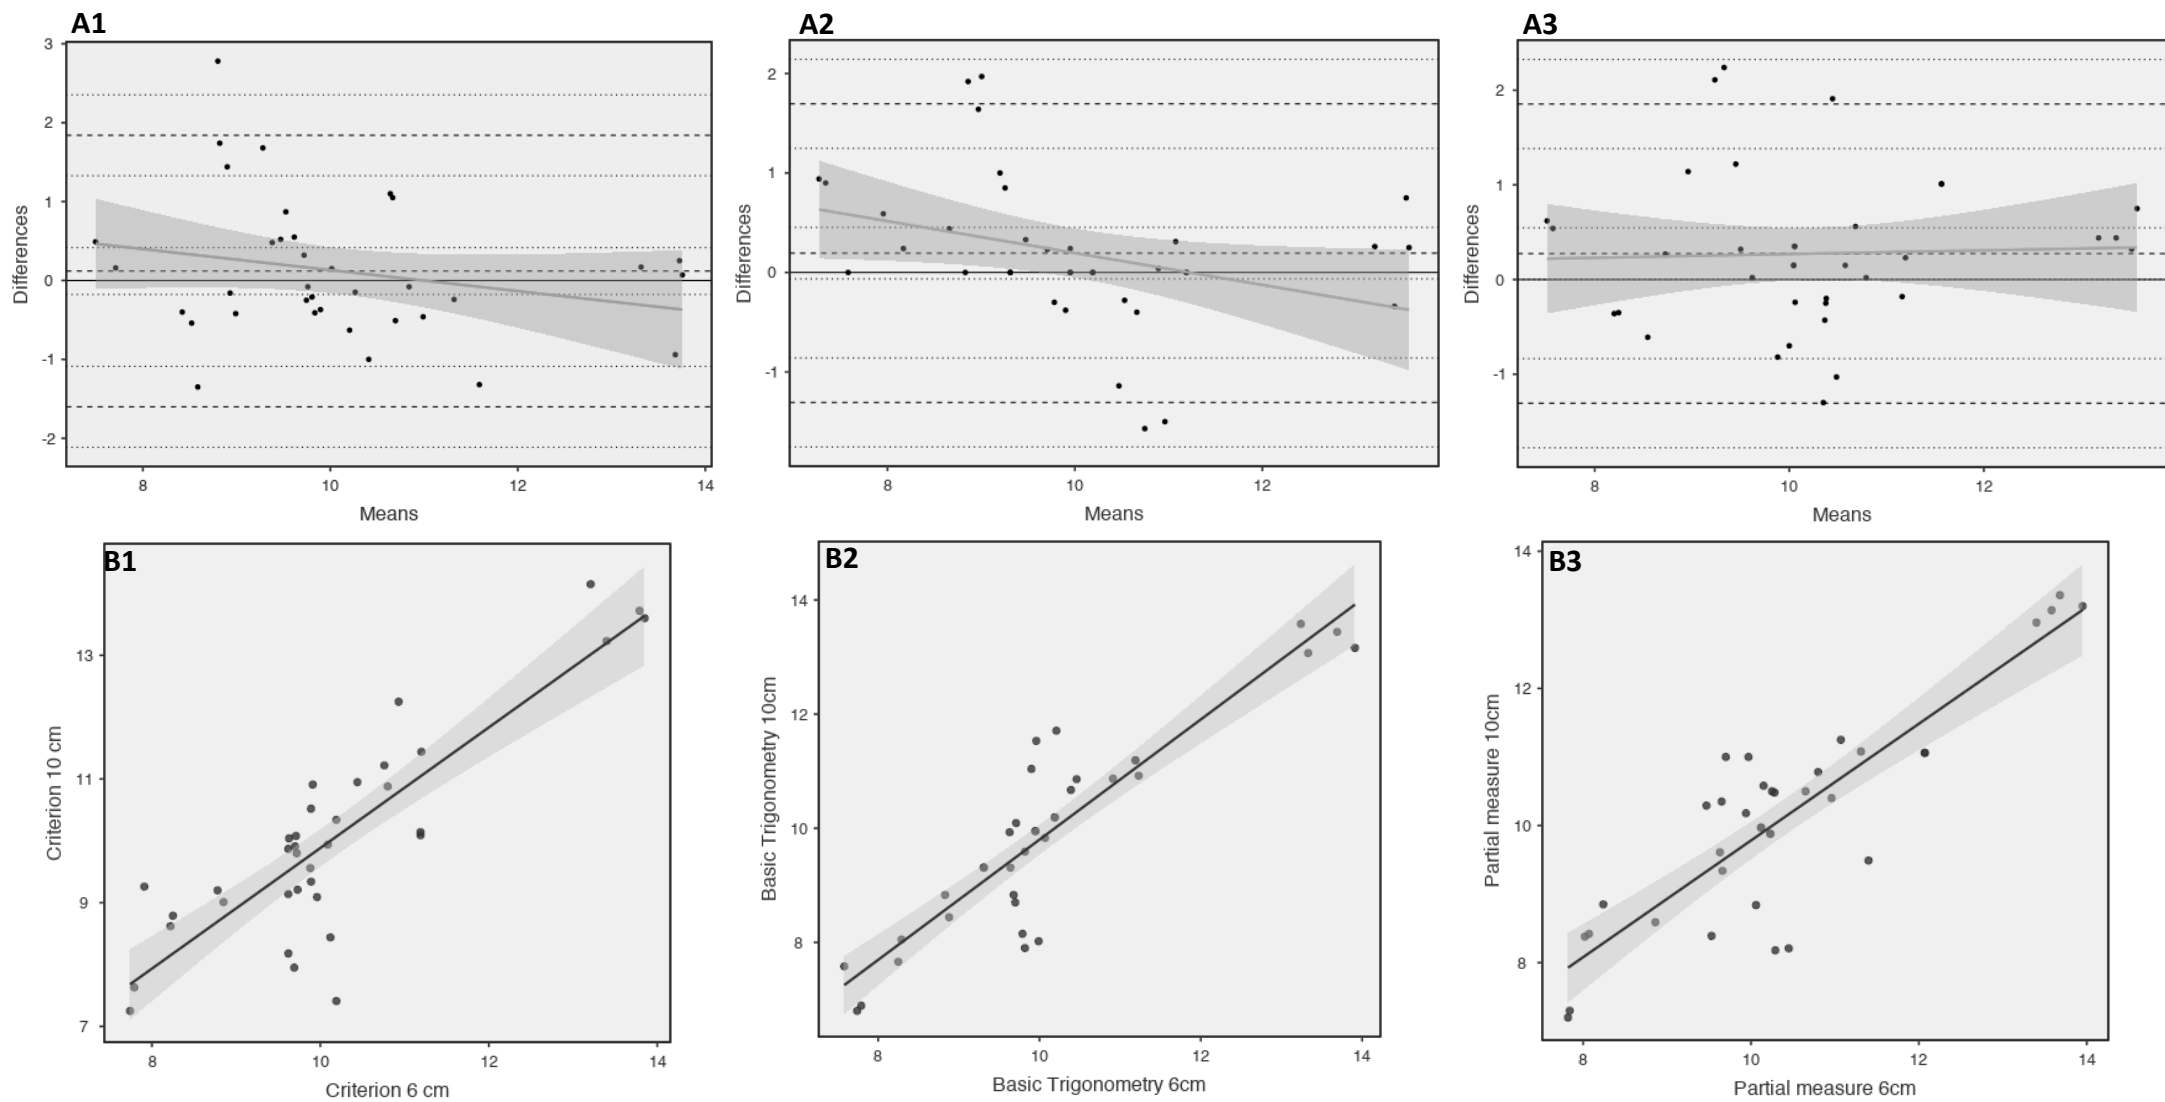 A1
3
2
1
0
-1
-2
8
10
12
14
Differences
Means
A2
2
1
0
-1
8
10
12
Differences
Means
A3
2
1
0
-1
8
10
12
Differences
Means
B1
13
11
9
7
8
10
12
14
Criterion 10 cm
Criterion 6 cm
B2
14
12
10
8
8
10
12
14
Basic Trigonometry 10cm
Basic Trigonometry 6cm
B3
14
12
10
8
8
10
12
14
Partial measure 10cm
Partial measure 6cm